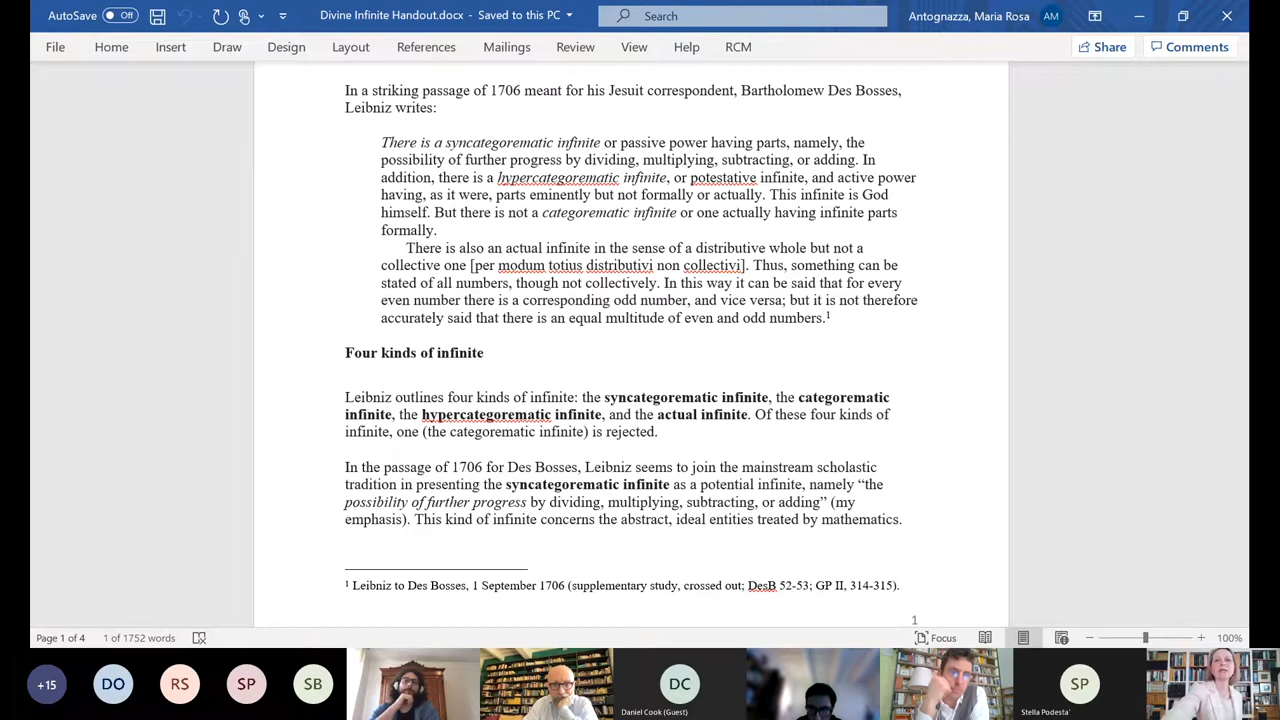 AutoSave Off Divine Infinite Handout.docx - Saved to this PC Search Antognazza, Maria Rosa AM
File Home Insert Draw Design Layout References Mailings Review View Help RCM Share Comments
In a striking passage of 1706 meant for his Jesuit correspondent, Bartholomew Des Bosses,
Leibniz writes:
There is a syncategorematic infinite or passive power having parts, namely, the
possibility of further progress by dividing, multiplying, subtracting, or adding. In
addition, there is a hypercategorematic infinite, or potestative infinite, and active power
having, as it were, parts eminently but not formally or actually. This infinite is God
himself. But there is not a categorematic infinite or one actually having infinite parts
formally.
There is also an actual infinite in the sense of a distributive whole but not a
collective one [per modum totius distributivi non collectivi]. Thus, something can be
stated of all numbers, though not collectively. In this way it can be said that for every
even number there is a corresponding odd number, and vice versa; but it is not therefore
accurately said that there is an equal multitude of even and odd numbers.¹
Four kinds of infinite
Leibniz outlines four kinds of infinite: the syncategorematic infinite, the categorematic
infinite, the hypercategorematic infinite, and the actual infinite. Of these four kinds of
infinite, one (the categorematic infinite) is rejected.
In the passage of 1706 for Des Bosses, Leibniz seems to join the mainstream scholastic
tradition in presenting the syncategorematic infinite as a potential infinite, namely “the
possibility of further progress by dividing, multiplying, subtracting, or adding” (my
emphasis). This kind of infinite concerns the abstract, ideal entities treated by mathematics.
¹ Leibniz to Des Bosses, 1 September 1706 (supplementary study, crossed out; DesB 52-53; GP II, 314-315).
1
Page 1 of 4 1 of 1752 words Focus 100%
+15 DO RS SP SB DC SP
Daniel Cook (Guest) Stella Podesta'